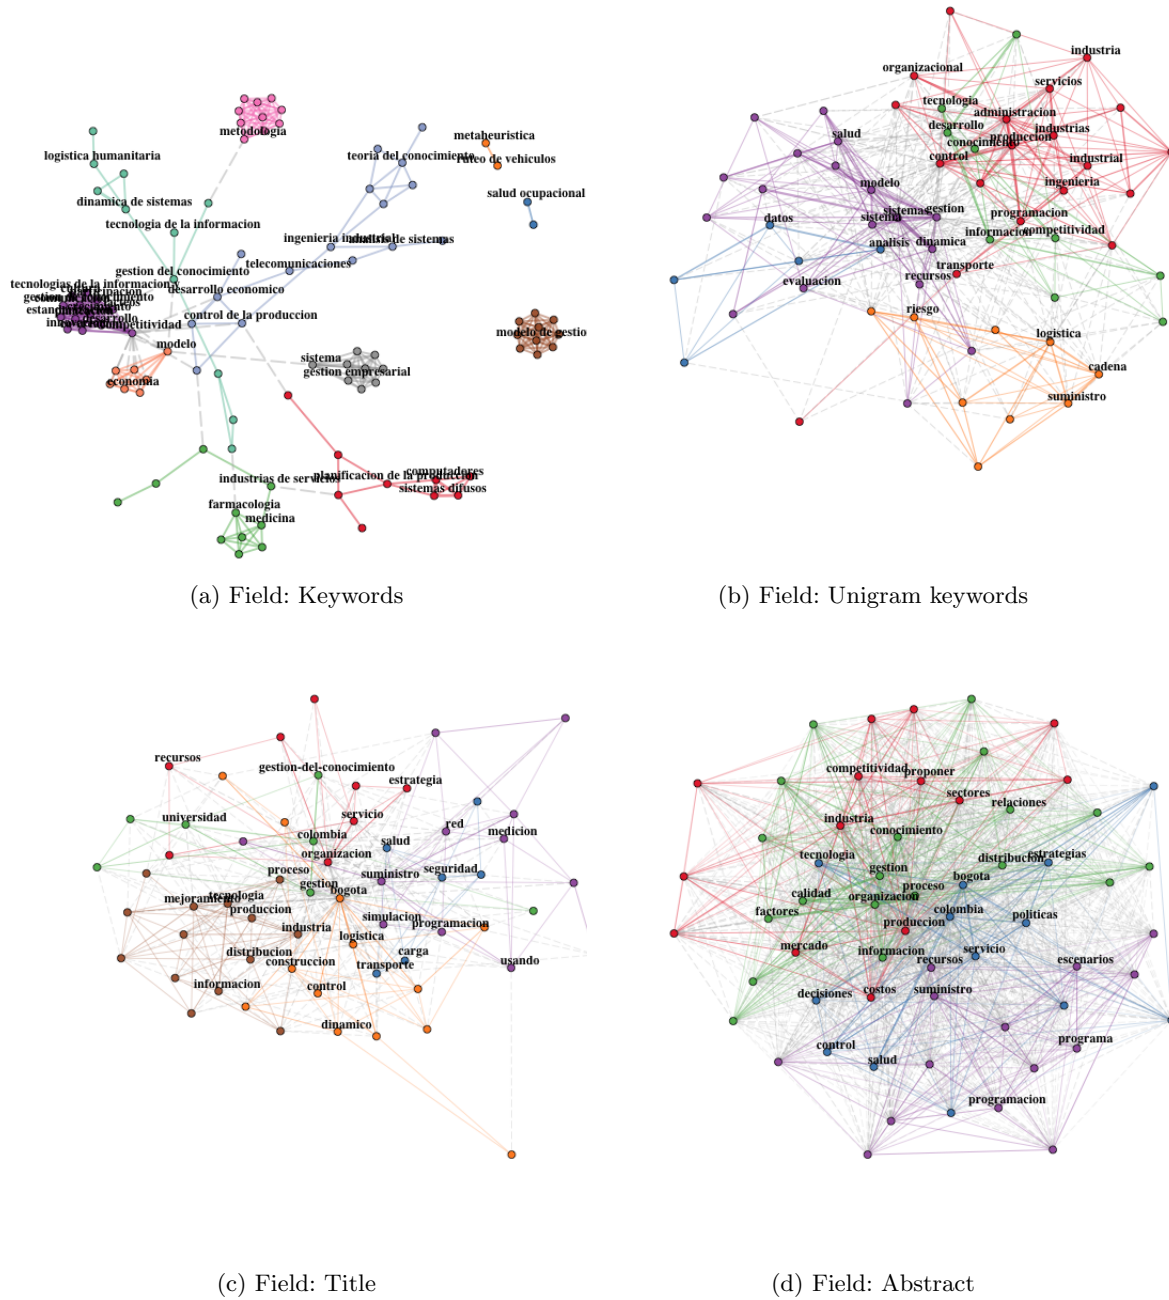 metodologia
logistica humanitaria
dinamica de sistemas
tecnologia de la informacion
gestion del conocimiento
teoria del conocimiento
metaheuristica
ruteo de vehiculos
salud ocupacional
ingenieria industrial
analisis de sistemas
telecomunicaciones
desarrollo economico
control de la produccion
tecnologias de la informacion y
competitividad
modelo
economia
sistema
gestion empresarial
modelo de gestio
industrias de servicios
planificacion de la produccion
computadores
sistemas difusos
farmacologia
medicina
(a) Field: Keywords
industria
organizacional
servicios
tecnologia
administracion
desarrollo
industrias
produccion
conocimiento
salud
control
industrial
modelo
ingenieria
sistemas
gestion
sistema
programacion
datos
informacion
competitividad
analisis
dinamica
transporte
recursos
evaluacion
riesgo
logistica
cadena
suministro
(b) Field: Unigram keywords
recursos
gestion-del-conocimiento
estrategia
universidad
servicio
colombia
red
salud
medicion
organizacion
proceso
suministro
seguridad
gestion
bogota
tecnologia
mejoramiento
produccion
simulacion
programacion
industria
logistica
distribucion
carga
construccion
transporte
usando
informacion
control
dinamico
(c) Field: Title
competitividad
proponer
sectores
relaciones
industria
conocimiento
tecnologia
gestion
distribucion
estrategias
bogota
calidad
proceso
organizacion
factores
colombia
politicas
produccion
mercado
informacion
servicio
recursos
escenarios
costos
suministro
decisiones
control
salud
programa
programacion
(d) Field: Abstract